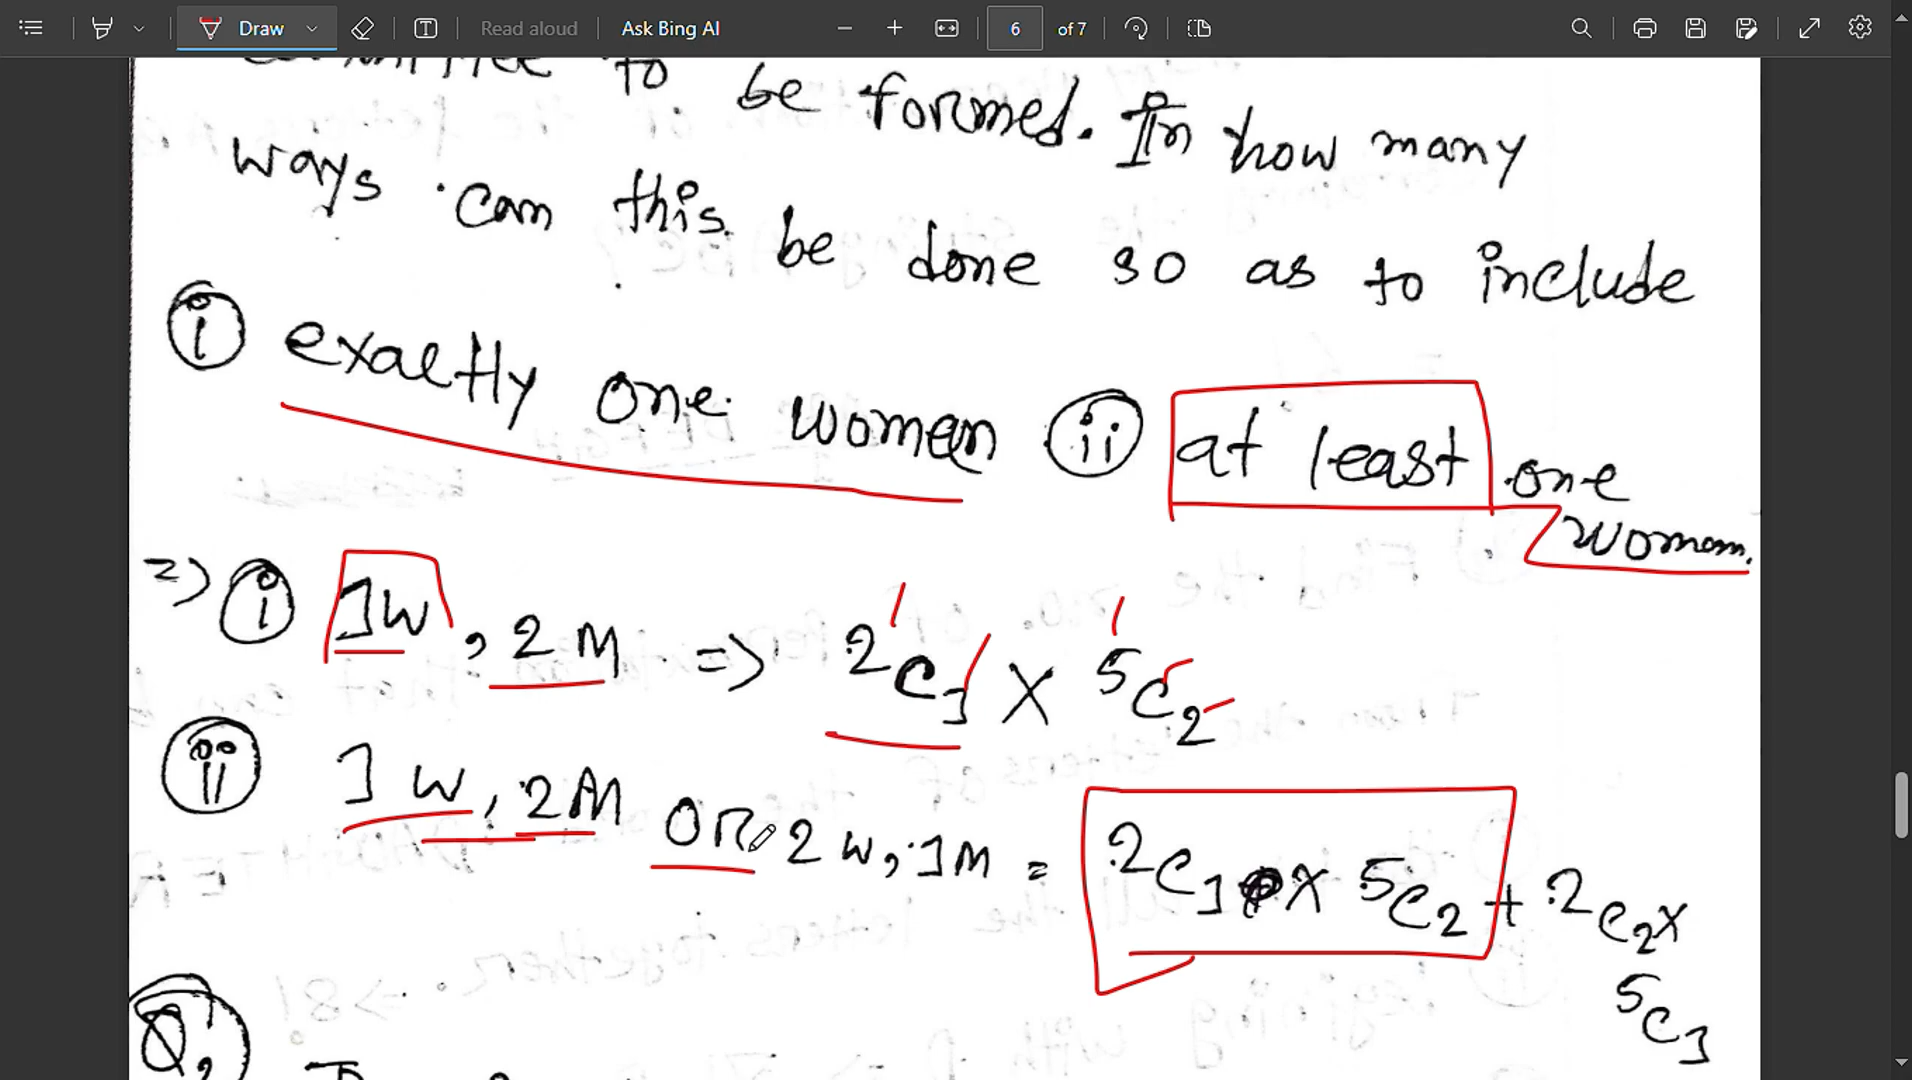 Draw
Read aloud
Ask Bing AI
6 of 7
to be formed. In how many
ways can this be done so as to include
(i) exactly one woman (ii) at least one
woman.
=> (i) 1W, 2M => 2C1 X 5C2
(ii) 1W, 2M OR 2W, 1M = 2C1 X 5C2 + 2C2 X
5C1